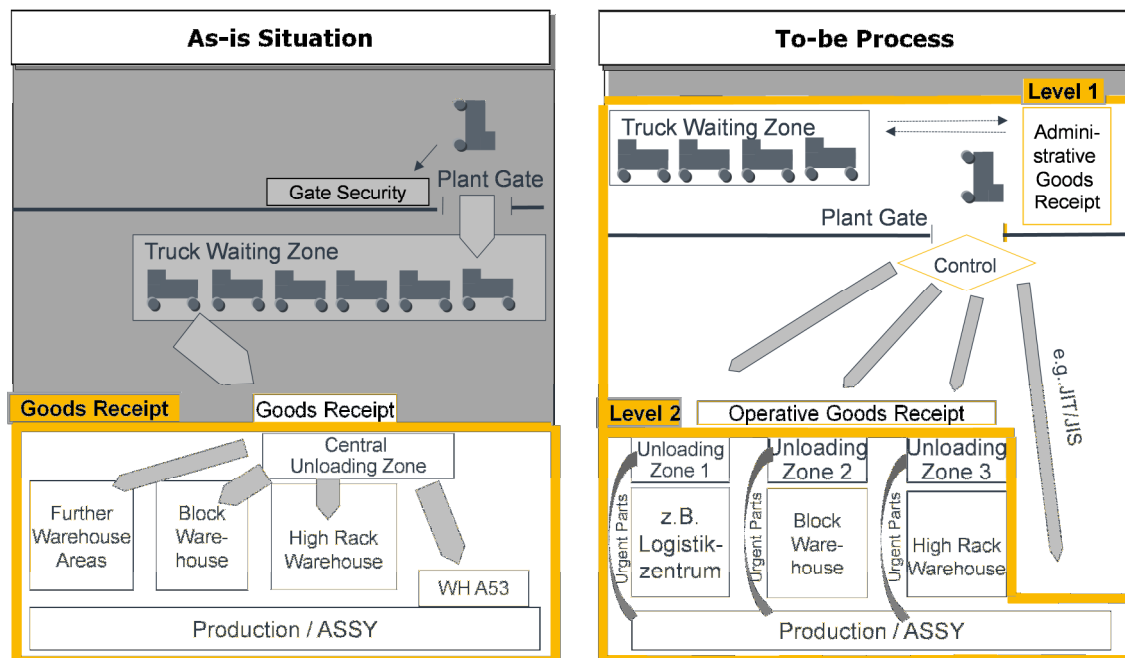 As-is Situation
Gate Security
Plant Gate
Truck Waiting Zone
Goods Receipt
Goods Receipt
Central
Unloading Zone
Further
Warehouse
Areas
Block
Ware-
house
High Rack
Warehouse
WH A53
Production / ASSY
To-be Process
Level 1
Truck Waiting Zone
Admini-
strative
Goods
Receipt
Plant Gate
Control
e.g. JIT/JIS
Level 2
Operative Goods Receipt
Unloading
Zone 1
Unloading
Zone 2
Unloading
Zone 3
Urgent Parts
z.B.
Logistik-
zentrum
Urgent Parts
Block
Ware-
house
Urgent Parts
High Rack
Warehouse
Production / ASSY